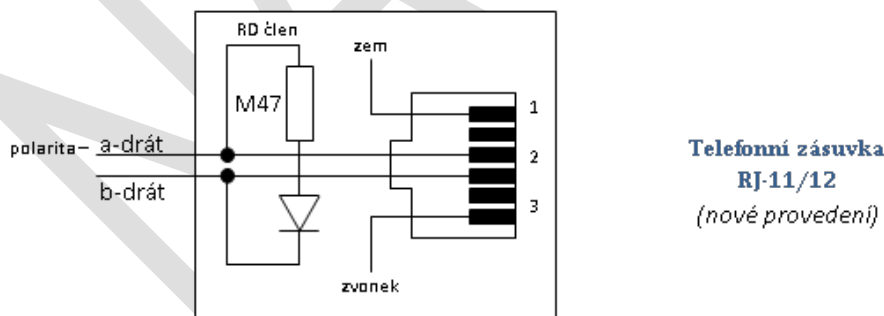 RD člen
zem
M47
1
polarita– a-drát
2
b-drát
3
zvonek
Telefonní zásuvka
RJ-11/12
(nové provedení)